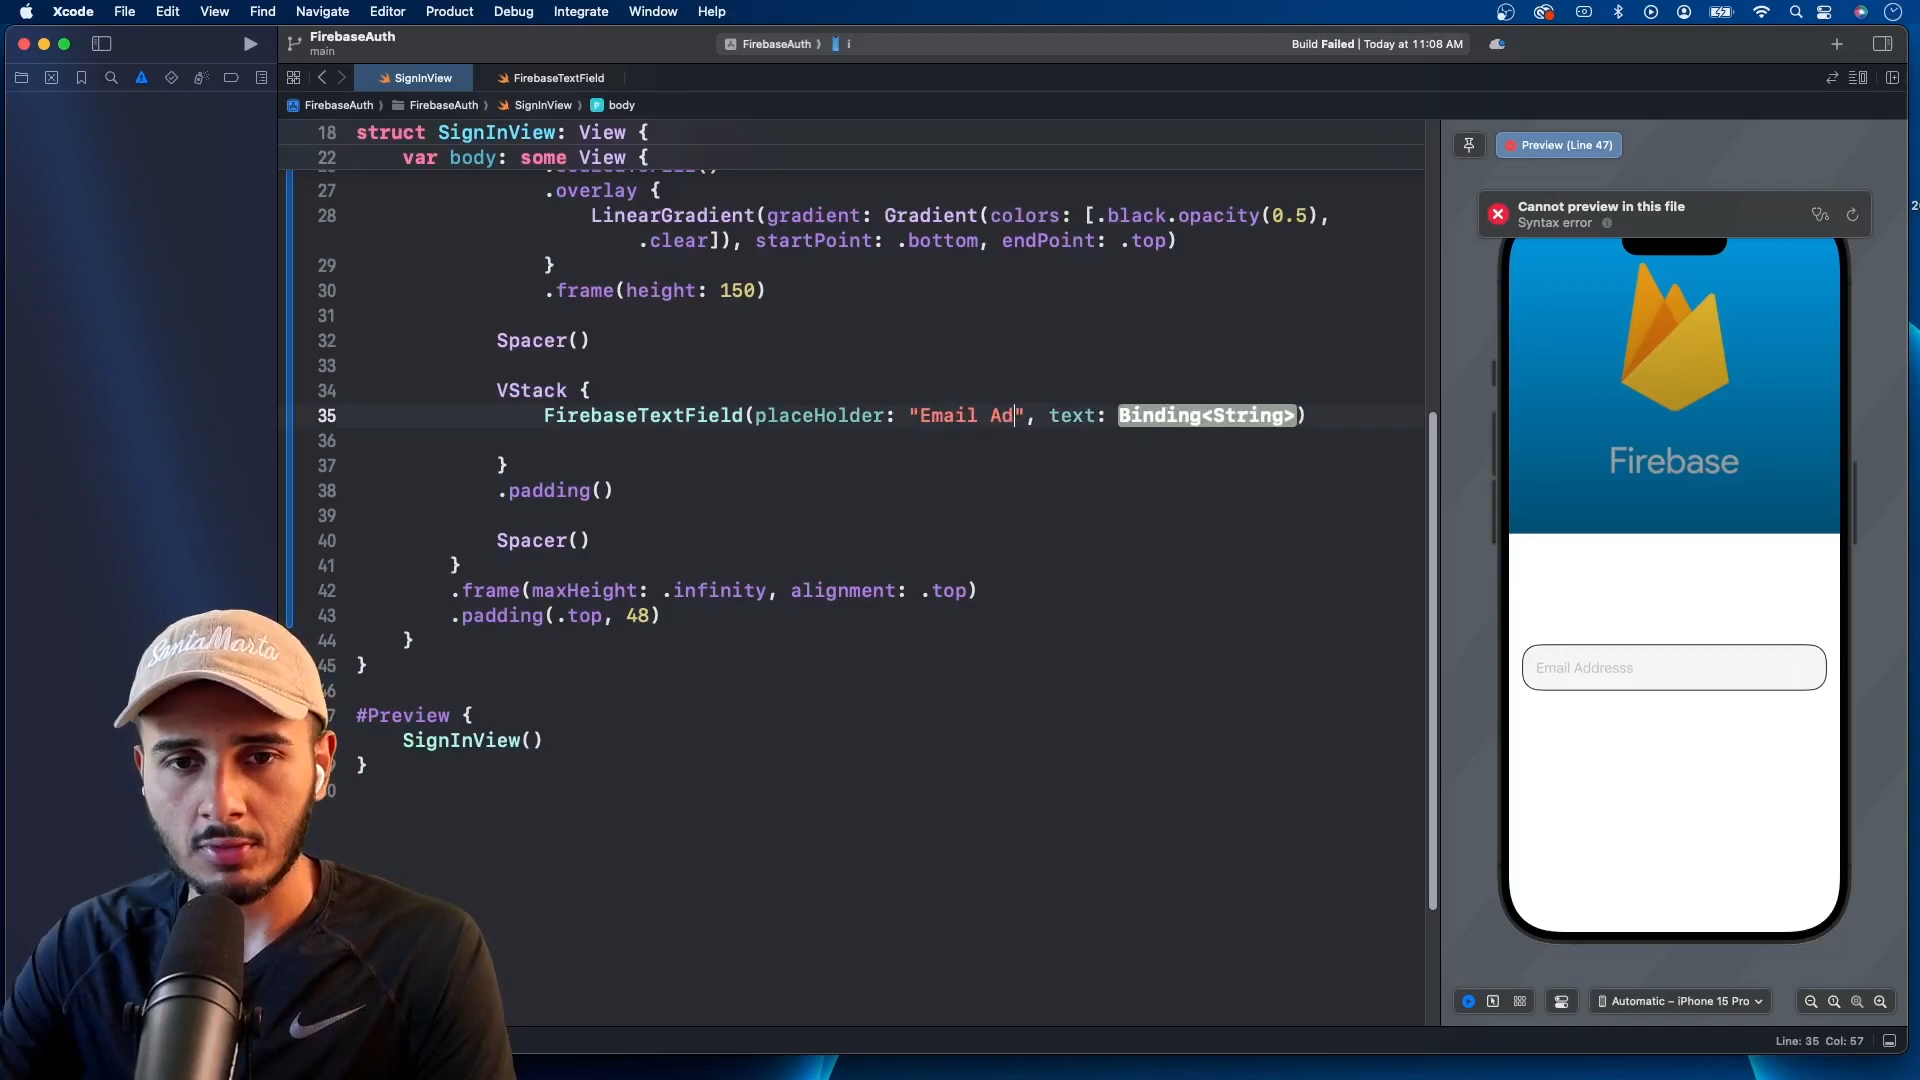 Xcode File Edit View Find Navigate Editor Product Debug Integrate Window Help
FirebaseAuth
main
FirebaseAuth ⟩ i
Build Failed | Today at 11:08 AM
SignInView FirebaseTextField
FirebaseAuth ⟩ FirebaseAuth ⟩ SignInView ⟩ P body
18 struct SignInView: View {
22 var body: some View {
27 .overlay {
28 LinearGradient(gradient: Gradient(colors: [.black.opacity(0.5),
.clear]), startPoint: .bottom, endPoint: .top)
29 }
30 .frame(height: 150)
31
32 Spacer()
33
34 VStack {
35 FirebaseTextField(placeHolder: "Email Ad", text: Binding<String>)
36
37 }
38 .padding()
39
40 Spacer()
41 }
42 .frame(maxHeight: .infinity, alignment: .top)
43 .padding(.top, 48)
44 }
45 }
#Preview {
SignInView()
}
Preview (Line 47)
Cannot preview in this file
Syntax error
Firebase
Email Addresss
Automatic – iPhone 15 Pro
Line: 35 Col: 57
Santa Marta